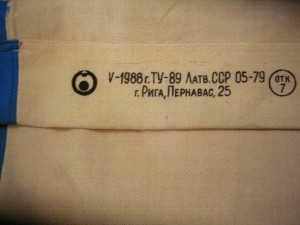 V-1988г. ТУ-89 Латв. ССР 05-79
г. Рига, Пернавас, 25
ОТК
7